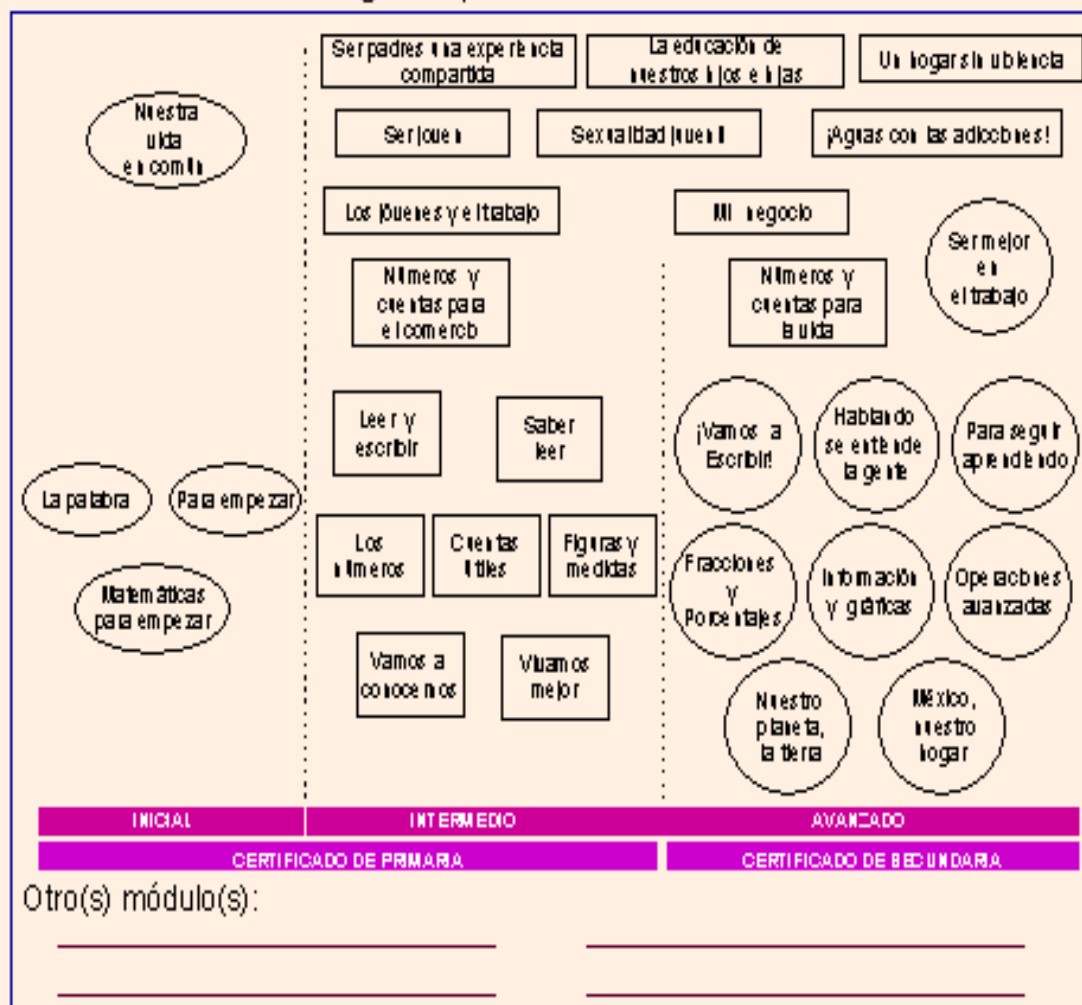 Ser padres una experiencia
compartida
La educación de
nuestros hijos e hijas
Un hogar sin violencia
Nuestra
vida
en común
Ser joven
Sexualidad juvenil
¡Aguas con las adicciones!
Los jóvenes y el trabajo
Mi negocio
Ser mejor
en
el trabajo
Números y
cuentas para
el comercio
Números y
cuentas para
la vida
Leer y
escribir
Saber
leer
¡Vamos a
Escribir!
Hablando
se entiende
la gente
Para seguir
aprendiendo
La palabra
Para empezar
Los
números
Cuentas
útiles
Figuras y
medidas
Fracciones
y
Porcentajes
Información
y gráficas
Operaciones
avanzadas
Matemáticas
para empezar
Vamos a
conocernos
Vivamos
mejor
Nuestro
planeta,
la tierra
México,
nuestro
hogar
INICIAL
INTERMEDIO
AVANZADO
CERTIFICADO DE PRIMARIA
CERTIFICADO DE SECUNDARIA
Otro(s) módulo(s):